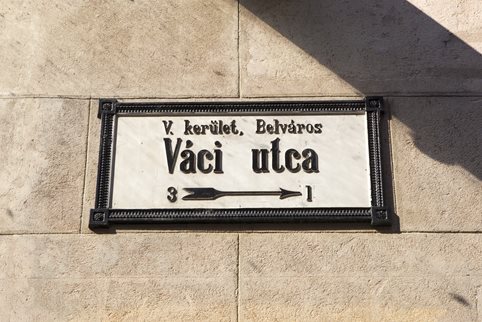 V. kerület, Belváros
Váci utca
3 1